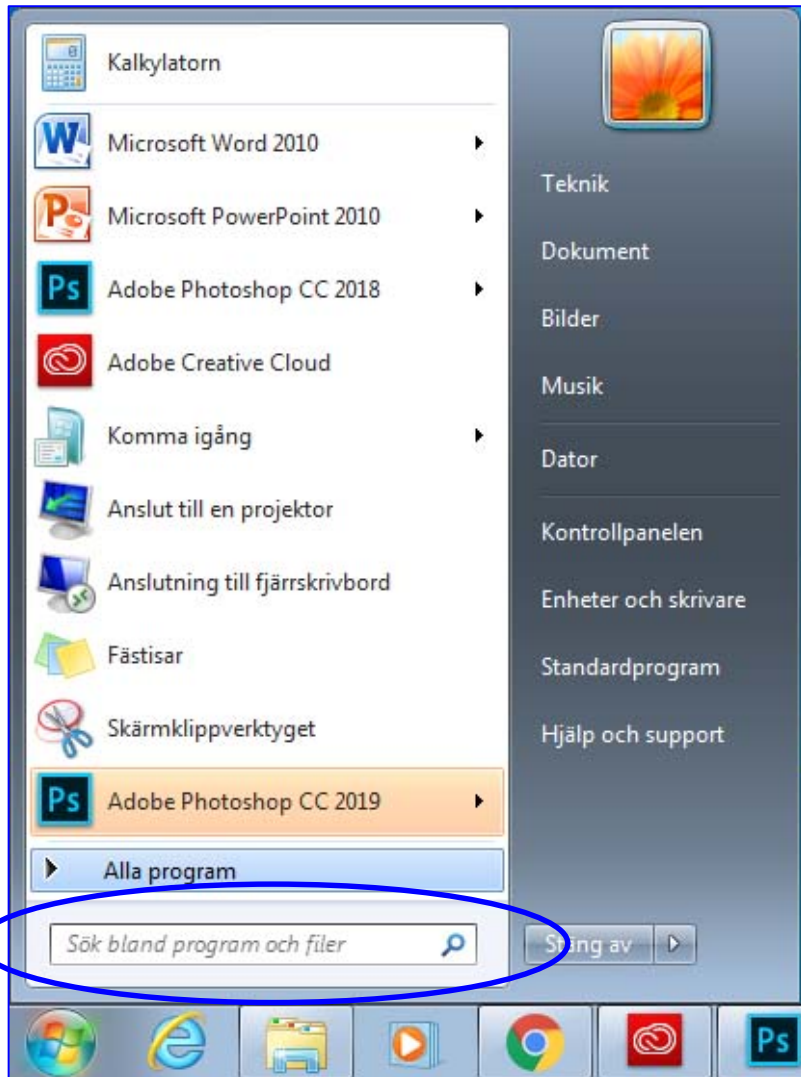 Kalkylatorn
Microsoft Word 2010
Microsoft PowerPoint 2010
Adobe Photoshop CC 2018
Adobe Creative Cloud
Komma igång
Anslut till en projektor
Anslutning till fjärrskrivbord
Fästisar
Skärmklippverktyget
Adobe Photoshop CC 2019
Alla program
Sök bland program och filer
Teknik
Dokument
Bilder
Musik
Dator
Kontrollpanelen
Enheter och skrivare
Standardprogram
Hjälp och support
Stäng av
Ps